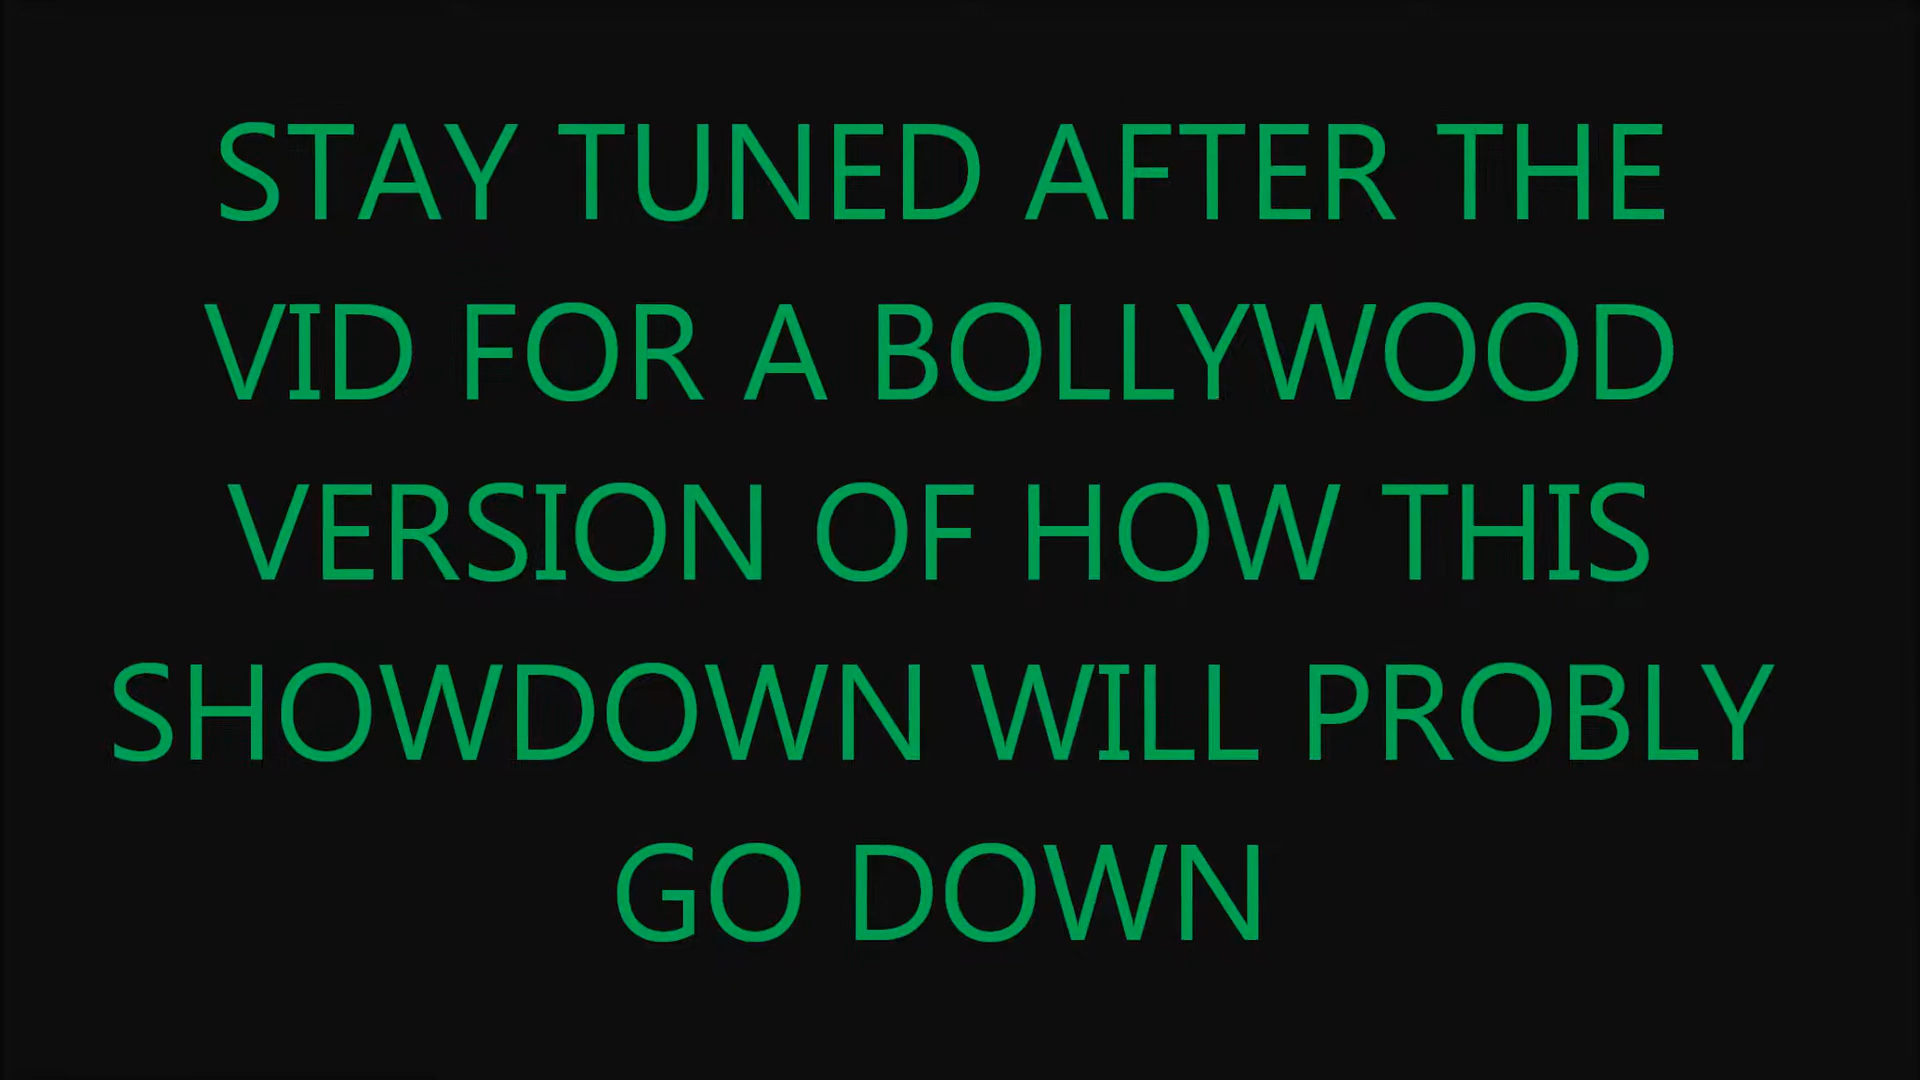 STAY TUNED AFTER THE
VID FOR A BOLLYWOOD
VERSION OF HOW THIS
SHOWDOWN WILL PROBLY
GO DOWN